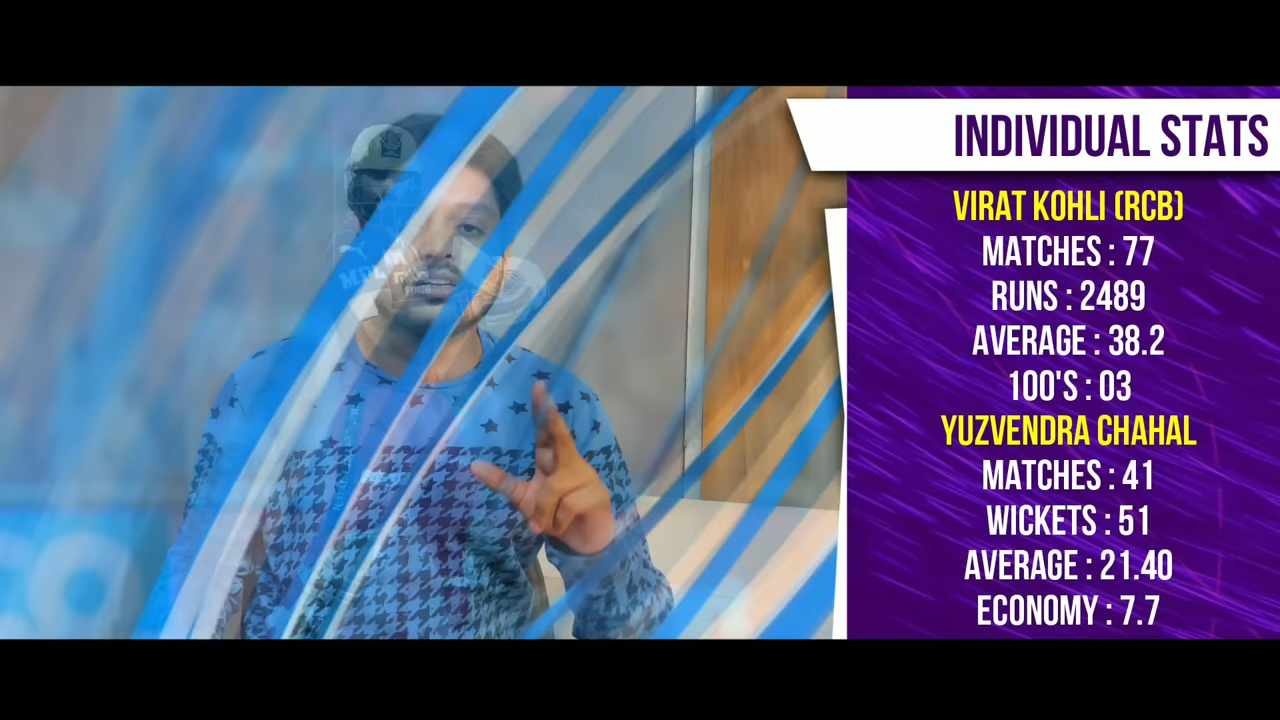 INDIVIDUAL STATS
VIRAT KOHLI (RCB)
MATCHES : 77
RUNS : 2489
AVERAGE : 38.2
100'S : 03
YUZVENDRA CHAHAL
MATCHES : 41
WICKETS : 51
AVERAGE : 21.40
ECONOMY : 7.7